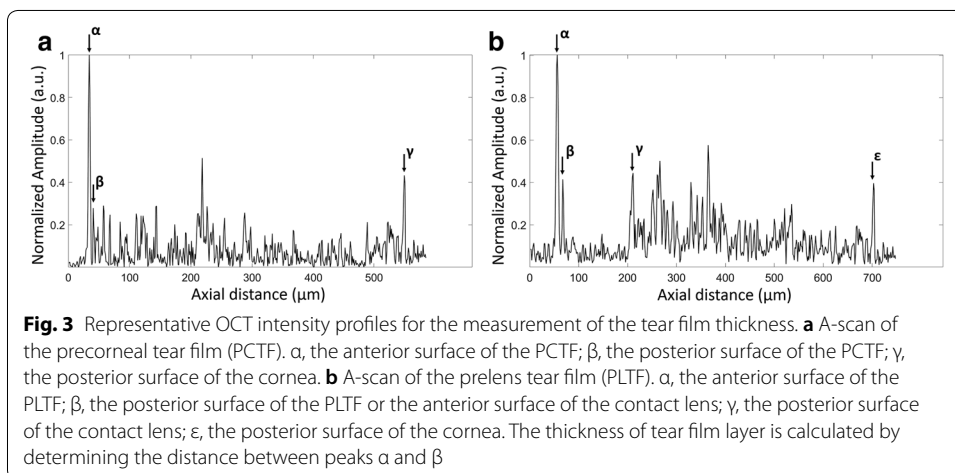 a
α
β
γ
Normalized Amplitude (a.u.)
1
0.8
0.6
0.4
0.2
0 100 200 300 400 500
Axial distance (µm)
b
α
β
γ
ε
Normalized Amplitude (a.u.)
1
0.8
0.6
0.4
0.2
0 100 200 300 400 500 600 700
Axial distance (µm)
Fig. 3 Representative OCT intensity profiles for the measurement of the tear film thickness. a A-scan of
the precorneal tear film (PCTF). α, the anterior surface of the PCTF; β, the posterior surface of the PCTF; γ,
the posterior surface of the cornea. b A-scan of the prelens tear film (PLTF). α, the anterior surface of the
PLTF; β, the posterior surface of the PLTF or the anterior surface of the contact lens; γ, the posterior surface
of the contact lens; ε, the posterior surface of the cornea. The thickness of tear film layer is calculated by
determining the distance between peaks α and β